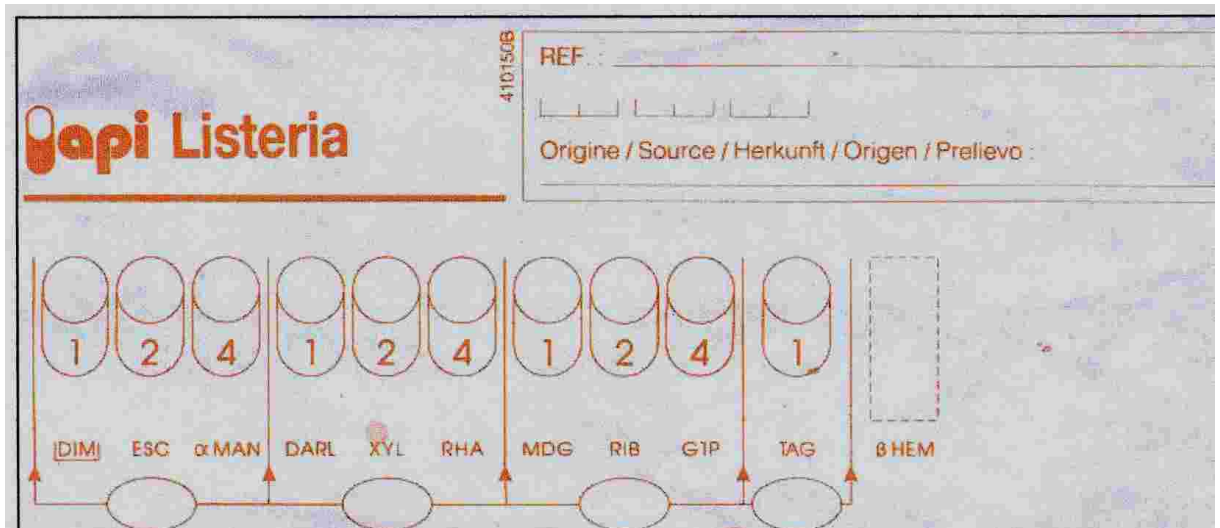 410150B
REF. :
api Listeria
Origine / Source / Herkunft / Origen / Prelievo :
1 2 4 1 2 4 1 2 4 1
DIM ESC αMAN DARL XYL RHA MDG RIB G1P TAG βHEM